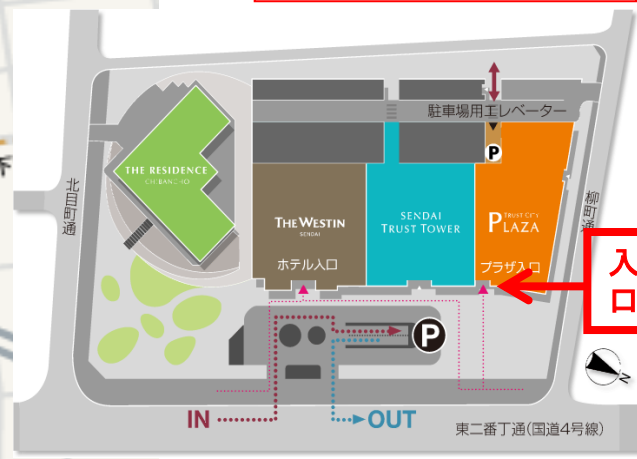 駐車場用エレベーター
P
THE RESIDENCE
ICHIBANCHO
北目町通
柳町通
THE WESTIN
SENDAI
SENDAI
TRUST TOWER
TRUST CITY
PLAZA
ホテル入口
プラザ入口
入
口
P
N
IN
OUT
東二番丁通(国道4号線)